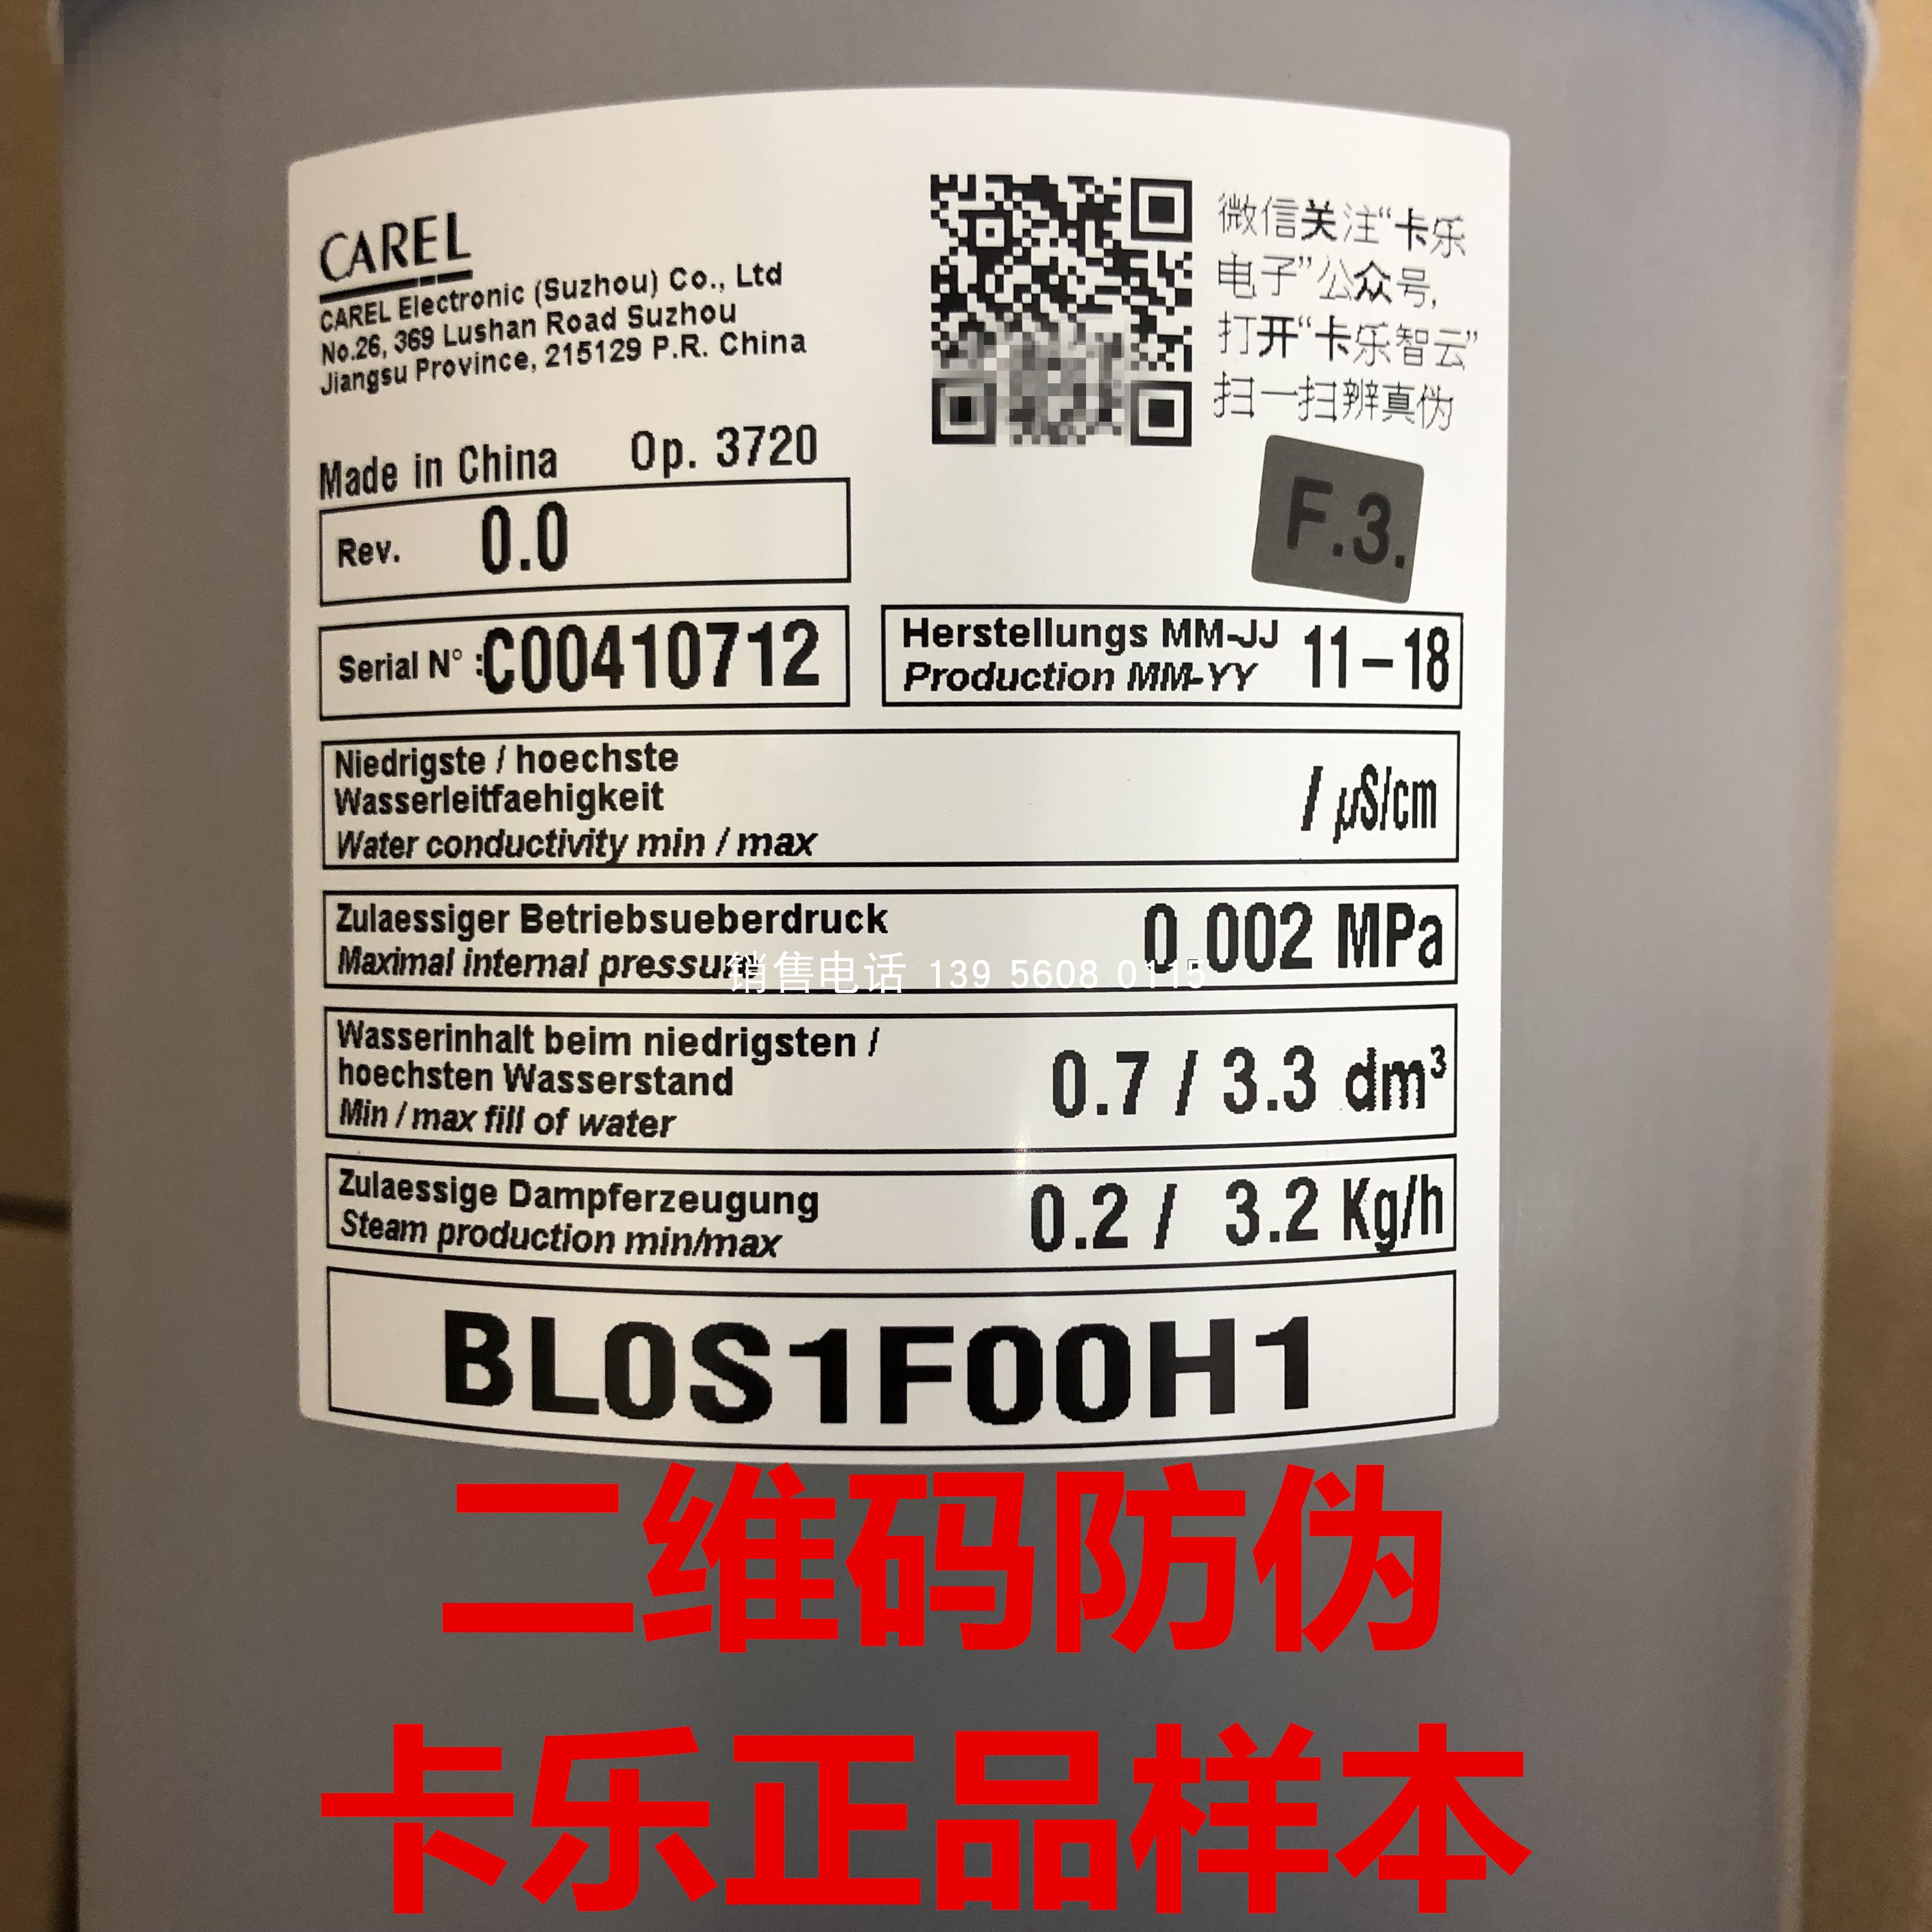 CAREL
CAREL Electronic (Suzhou) Co., Ltd
No.26, 369 Lushan Road Suzhou
Jiangsu Province, 215129 P.R. China
微信关注“卡乐
电子”公众号,
打开“卡乐智云”
扫一扫辨真伪
Made in China Op. 3720
F.3.
Rev. 0.0
Serial N° :C00410712
Herstellungs MM-JJ 11-18
Production MM-YY
Niedrigste / hoechste
Wasserleitfaehigkeit
Water conductivity min / max
/ µS/cm
Zulaessiger Betriebsueberdruck
Maximal internal pressure
0.002 MPa
销售电话 139 5608 0115
Wasserinhalt beim niedrigsten /
hoechsten Wasserstand
Min / max fill of water
0.7 / 3.3 dm³
Zulaessige Dampferzeugung
Steam production min/max
0.2 / 3.2 Kg/h
BL0S1F00H1
二维码防伪
卡乐正品样本